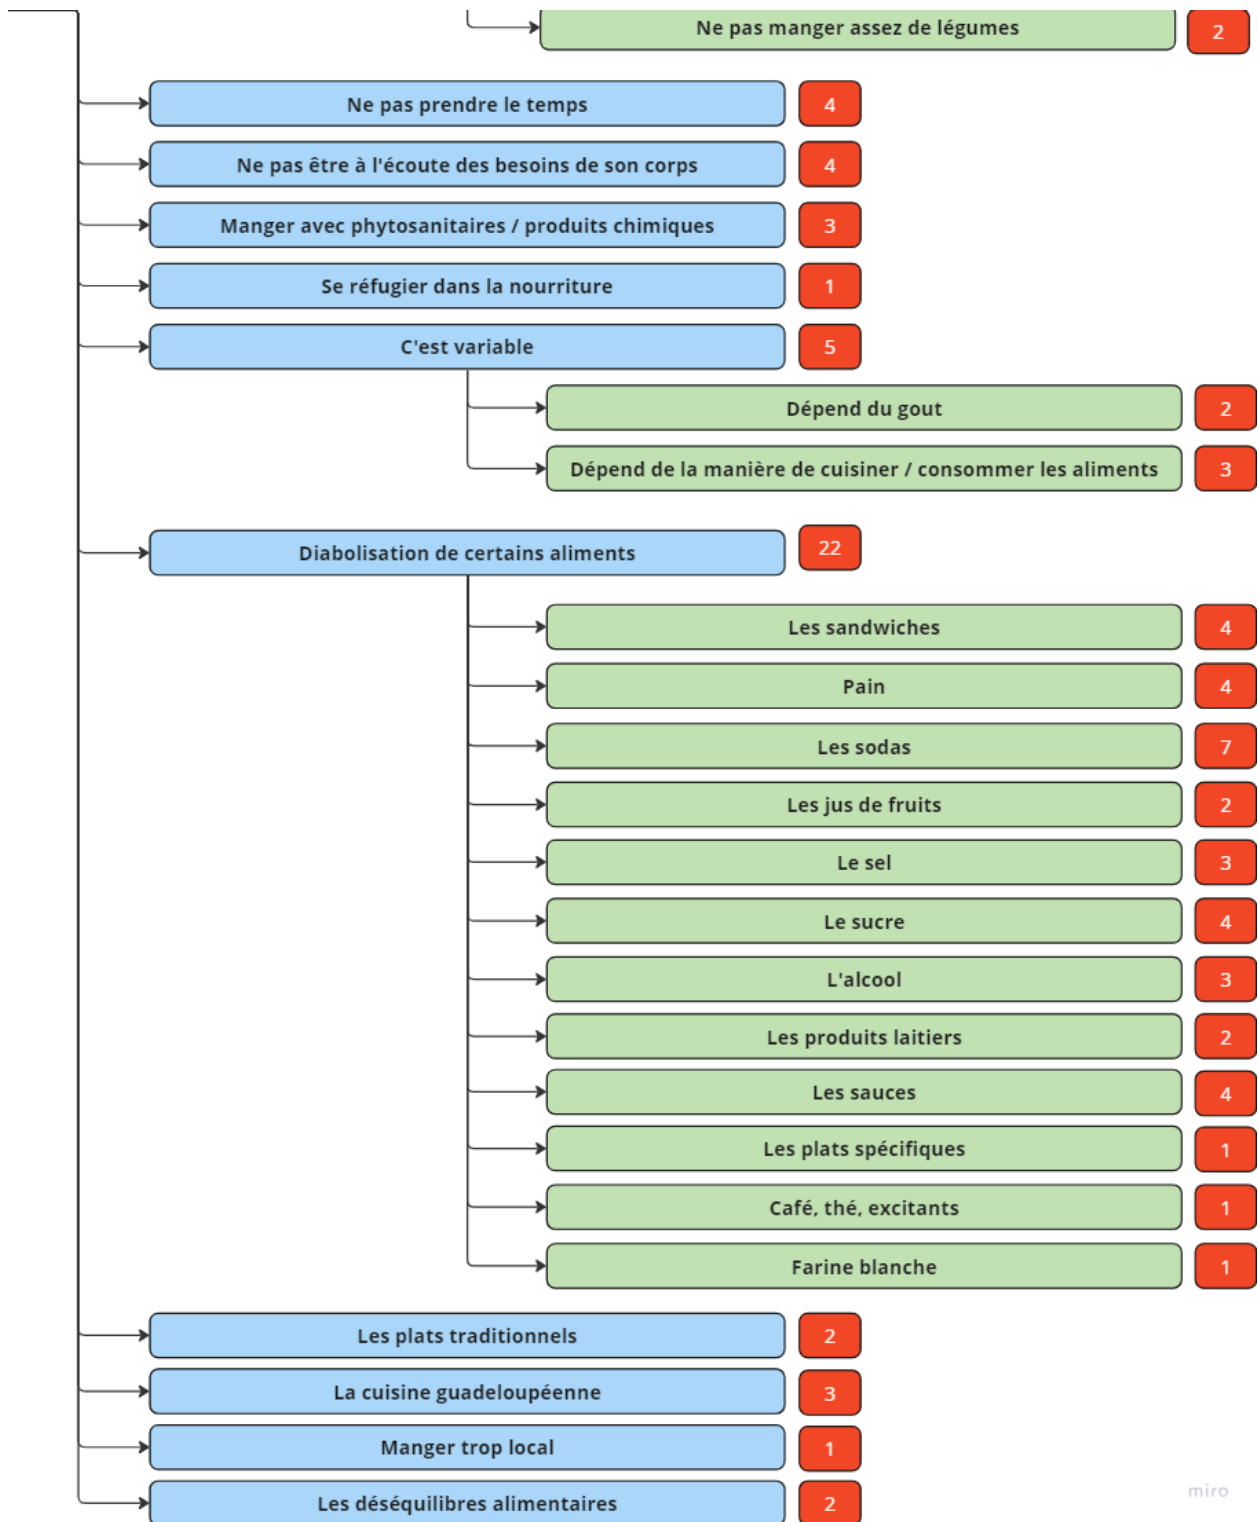 Ne pas manger assez de légumes 2
Ne pas prendre le temps 4
Ne pas être à l'écoute des besoins de son corps 4
Manger avec phytosanitaires / produits chimiques 3
Se réfugier dans la nourriture 1
C'est variable 5
Dépend du gout 2
Dépend de la manière de cuisiner / consommer les aliments 3
Diabolisation de certains aliments 22
Les sandwiches 4
Pain 4
Les sodas 7
Les jus de fruits 2
Le sel 3
Le sucre 4
L'alcool 3
Les produits laitiers 2
Les sauces 4
Les plats spécifiques 1
Café, thé, excitants 1
Farine blanche 1
Les plats traditionnels 2
La cuisine guadeloupéenne 3
Manger trop local 1
Les déséquilibres alimentaires 2
miro